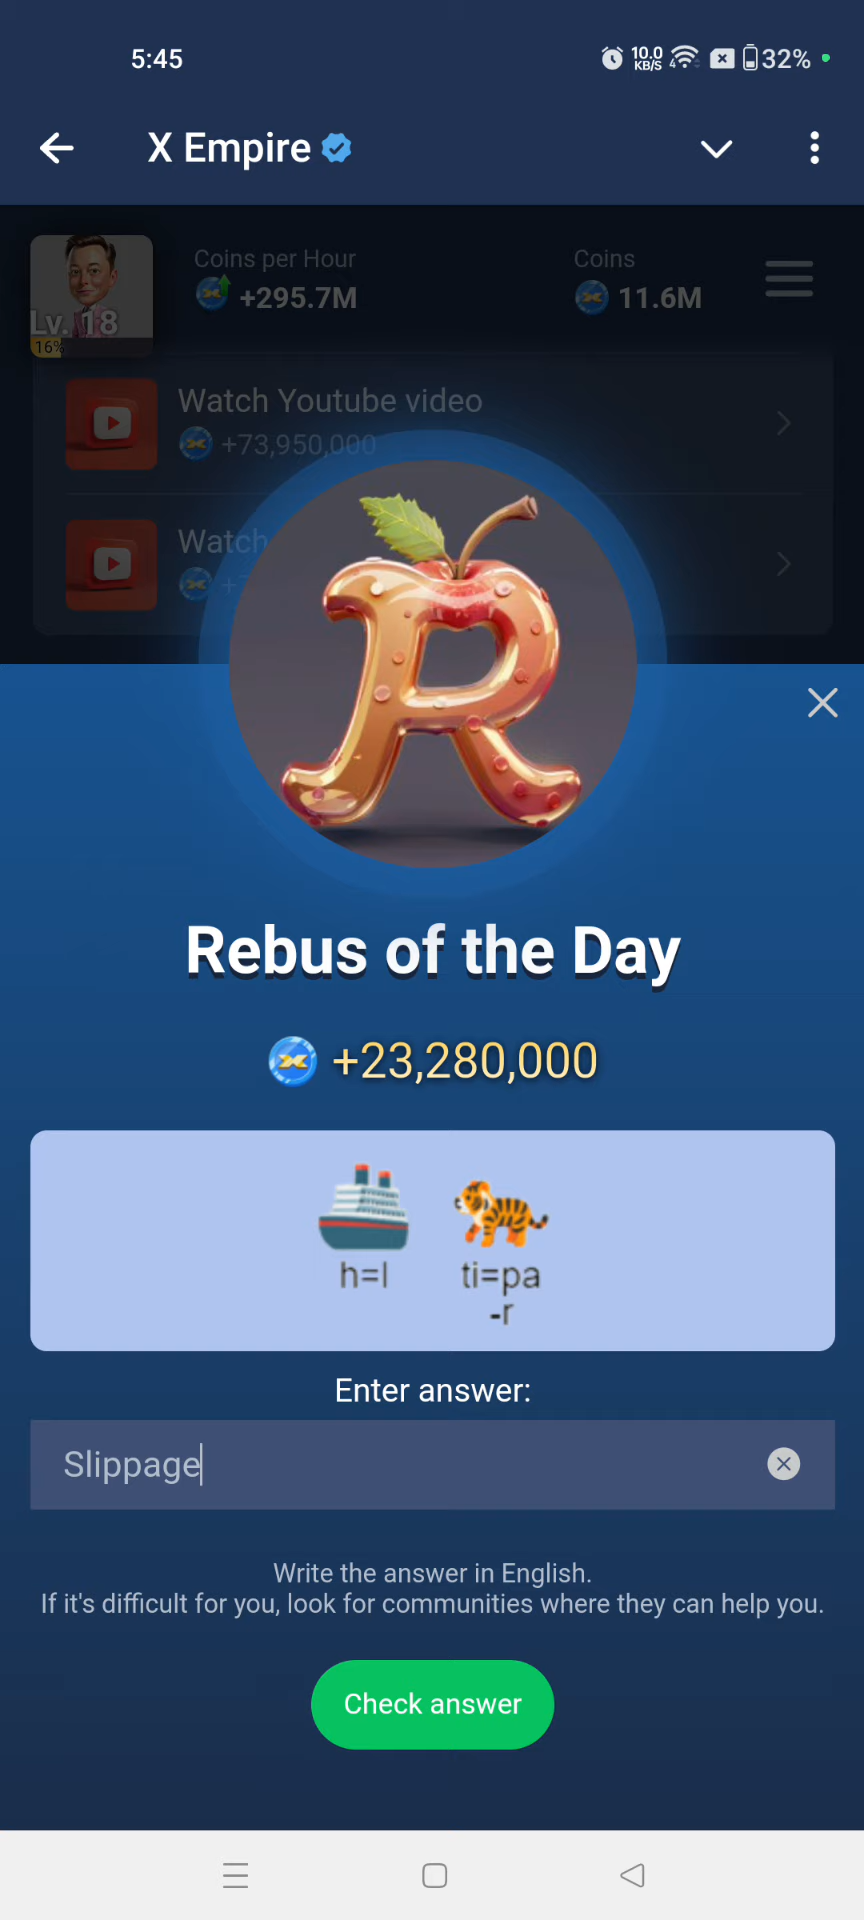 5:45
10.0
KB/S
4
32%
X Empire
Coins per Hour
+295.7M
Coins
11.6M
Lv. 18
16%
Watch Youtube video
+73,950,000
Watch
+
R
Rebus of the Day
+23,280,000
h=l ti=pa
-r
Enter answer:
Slippage
Write the answer in English.
If it's difficult for you, look for communities where they can help you.
Check answer